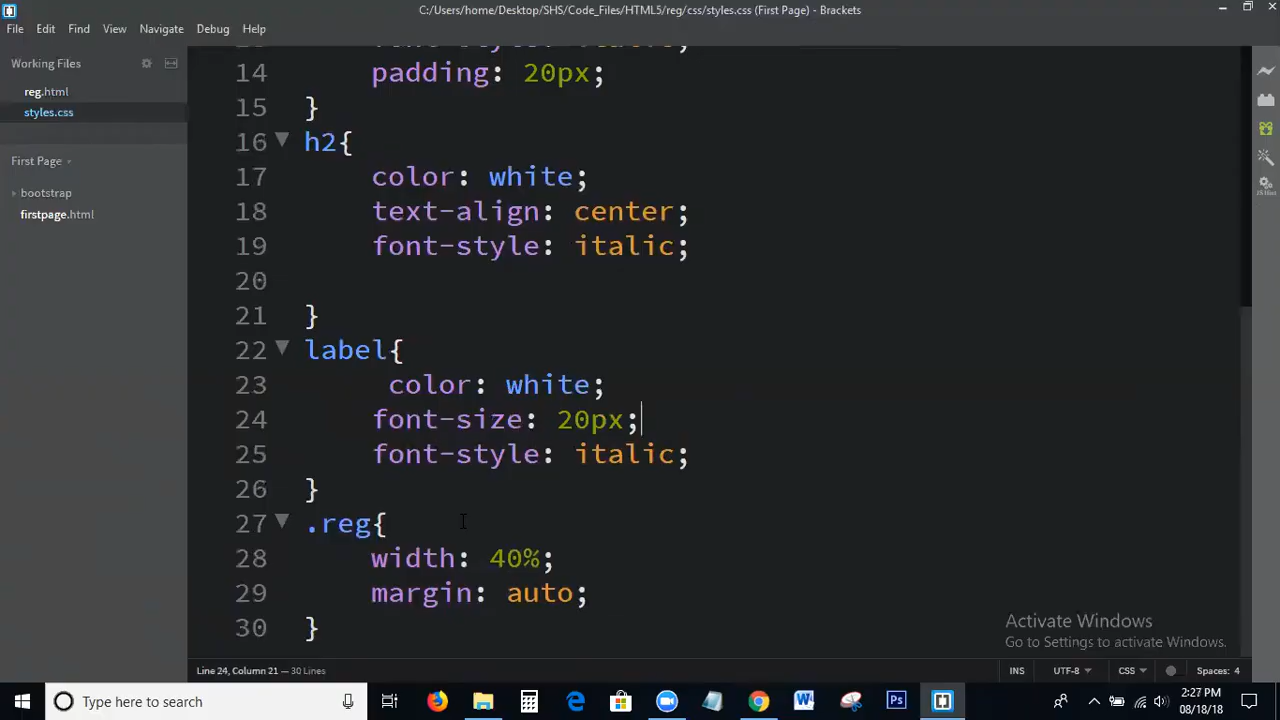 C:/Users/home/Desktop/SHS/Code_Files/HTML5/reg/css/styles.css (First Page) - Brackets
File Edit Find View Navigate Debug Help
Working Files
reg.html
styles.css
First Page
bootstrap
firstpage.html
14 padding: 20px;
15 }
16 h2{
17 color: white;
18 text-align: center;
19 font-style: italic;
20
21 }
22 label{
23 color: white;
24 font-size: 20px;
25 font-style: italic;
26 }
27 .reg{
28 width: 40%;
29 margin: auto;
30 }
Activate Windows
Go to Settings to activate Windows.
Line 24, Column 21 — 30 Lines
INS UTF-8 CSS Spaces: 4
Type here to search
W
Ps
2:27 PM
08/18/18